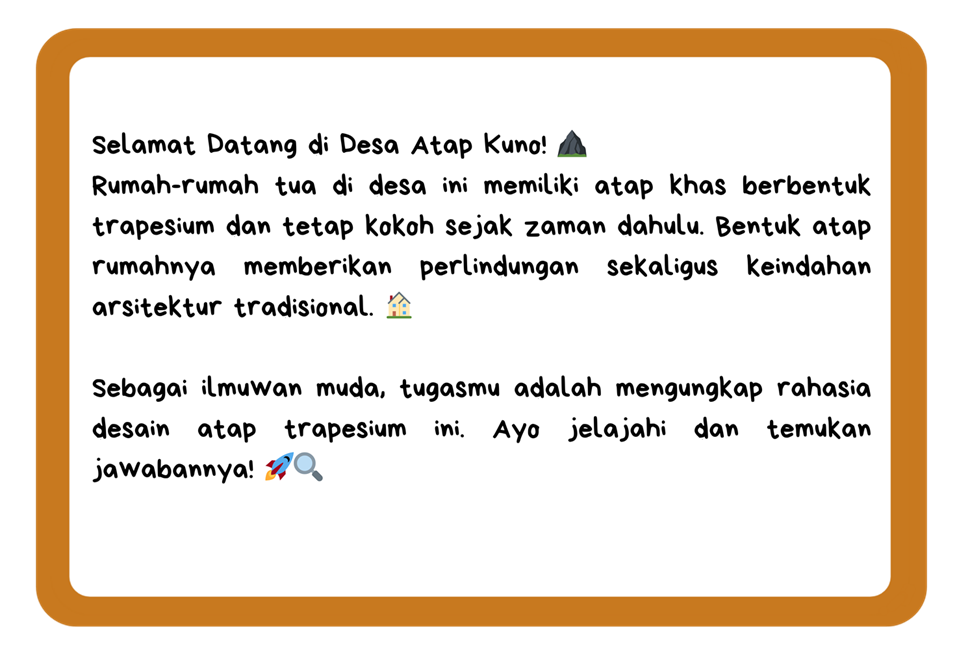 Selamat Datang di Desa Atap Kuno! ⛰️
Rumah-rumah tua di desa ini memiliki atap khas berbentuk
trapesium dan tetap kokoh sejak zaman dahulu. Bentuk atap
rumahnya memberikan perlindungan sekaligus keindahan
arsitektur tradisional. 🏠
Sebagai ilmuwan muda, tugasmu adalah mengungkap rahasia
desain atap trapesium ini. Ayo jelajahi dan temukan
jawabannya! 🚀🔍